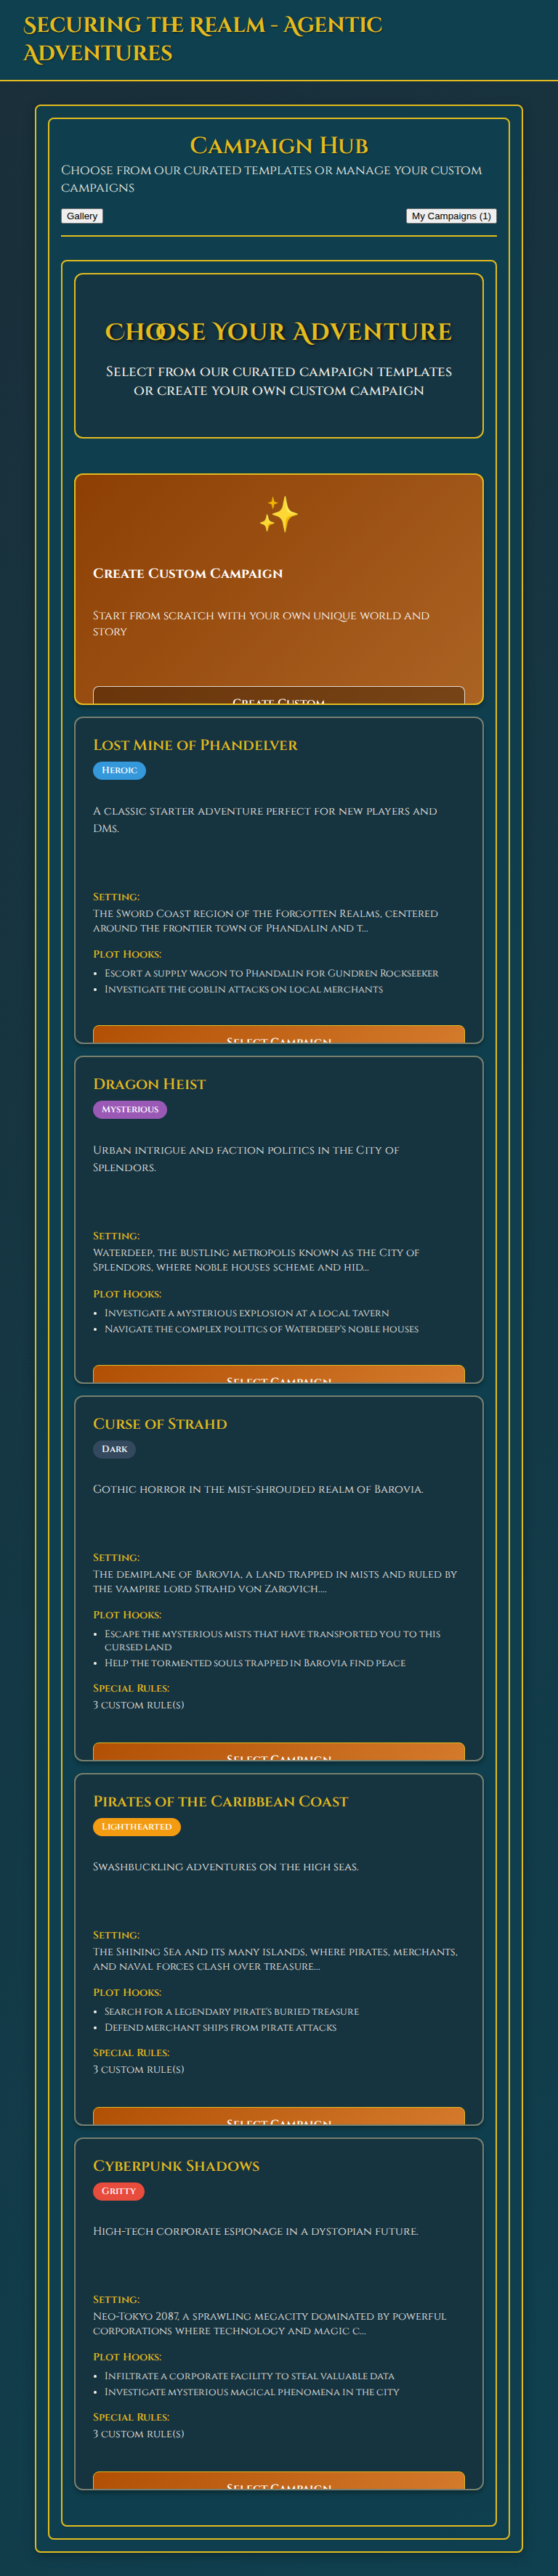 Securing the Realm - Agentic
Adventures
Campaign Hub
Choose from our curated templates or manage your custom
campaigns
Gallery
My Campaigns (1)
Choose Your Adventure
Select from our curated campaign templates
or create your own custom campaign
Create Custom Campaign
Start from scratch with your own unique world and
story
Create Custom
Lost Mine of Phandelver
Heroic
A classic starter adventure perfect for new players and
DMs.
Setting:
The Sword Coast region of the Forgotten Realms, centered
around the frontier town of Phandalin and t...
Plot Hooks:
• Escort a supply wagon to Phandalin for Gundren Rockseeker
• Investigate the goblin attacks on local merchants
Select Campaign
Dragon Heist
Mysterious
Urban intrigue and faction politics in the City of
Splendors.
Setting:
Waterdeep, the bustling metropolis known as the City of
Splendors, where noble houses scheme and hid...
Plot Hooks:
• Investigate a mysterious explosion at a local tavern
• Navigate the complex politics of Waterdeep's noble houses
Select Campaign
Curse of Strahd
Dark
Gothic horror in the mist-shrouded realm of Barovia.
Setting:
The demiplane of Barovia, a land trapped in mists and ruled by
the vampire lord Strahd von Zarovich....
Plot Hooks:
• Escape the mysterious mists that have transported you to this
cursed land
• Help the tormented souls trapped in Barovia find peace
Special Rules:
3 custom rule(s)
Select Campaign
Pirates of the Caribbean Coast
Lighthearted
Swashbuckling adventures on the high seas.
Setting:
The Shining Sea and its many islands, where pirates, merchants,
and naval forces clash over treasure...
Plot Hooks:
• Search for a legendary pirate's buried treasure
• Defend merchant ships from pirate attacks
Special Rules:
3 custom rule(s)
Select Campaign
Cyberpunk Shadows
Gritty
High-tech corporate espionage in a dystopian future.
Setting:
Neo-Tokyo 2087, a sprawling megacity dominated by powerful
corporations where technology and magic c...
Plot Hooks:
• Infiltrate a corporate facility to steal valuable data
• Investigate mysterious magical phenomena in the city
Special Rules:
3 custom rule(s)
Select Campaign